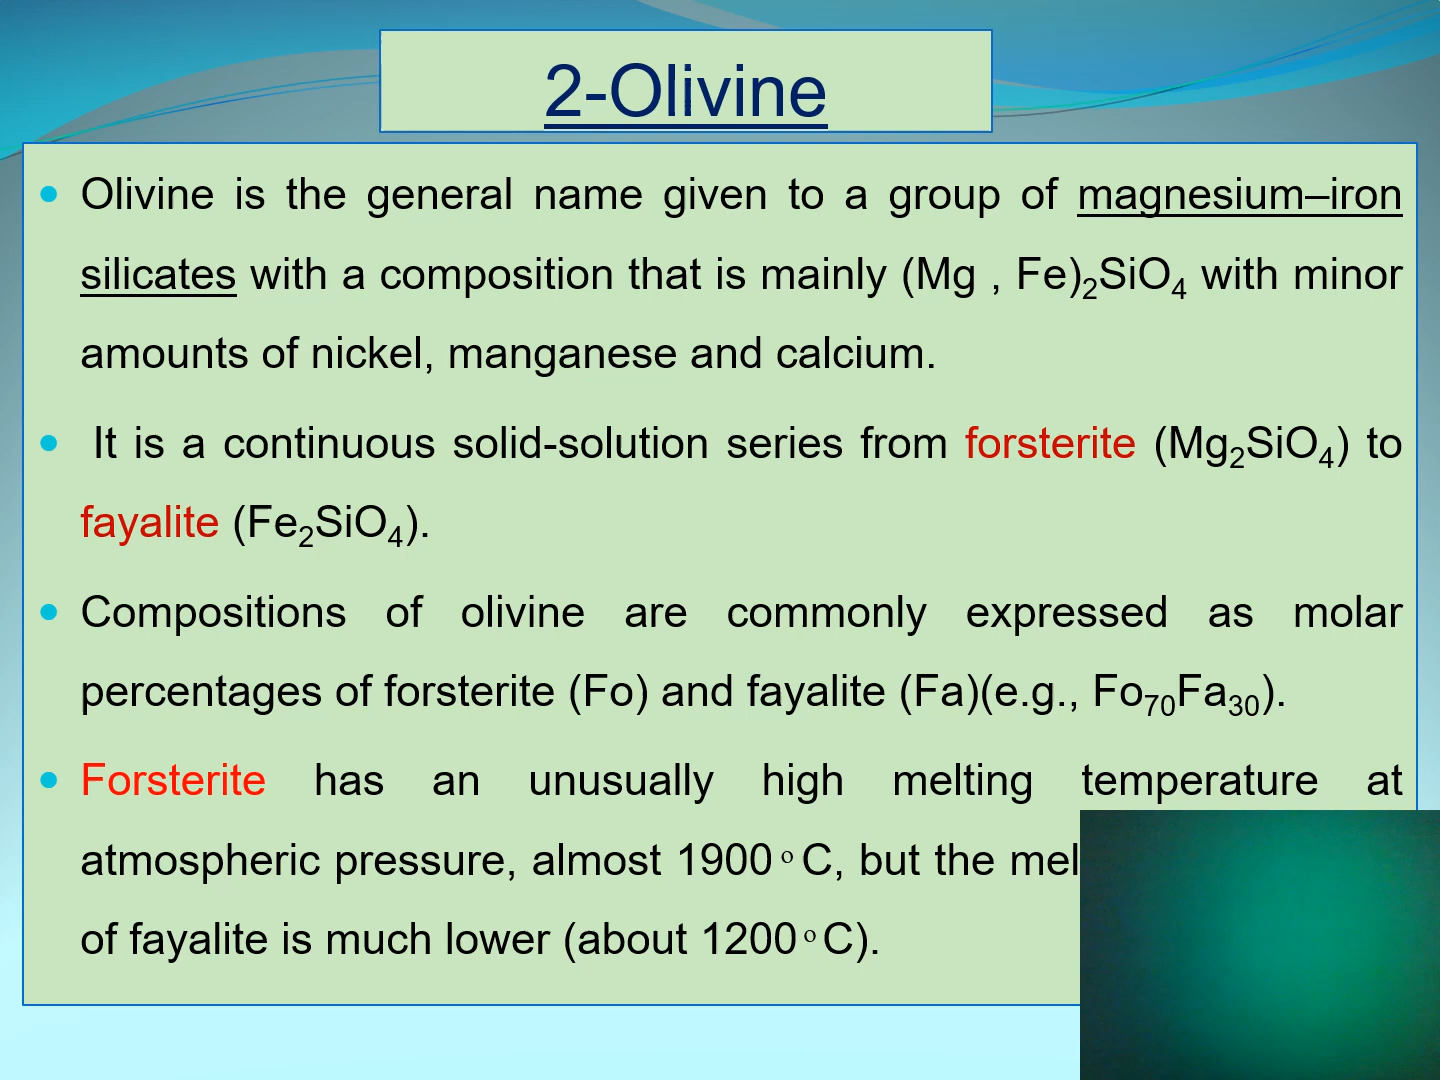 2-Olivine
Olivine is the general name given to a group of magnesium–iron
silicates with a composition that is mainly (Mg , Fe)₂SiO₄ with minor
amounts of nickel, manganese and calcium.
It is a continuous solid-solution series from forsterite (Mg₂SiO₄) to
fayalite (Fe₂SiO₄).
Compositions of olivine are commonly expressed as molar
percentages of forsterite (Fo) and fayalite (Fa)(e.g., Fo₇₀Fa₃₀).
Forsterite has an unusually high melting temperature at
atmospheric pressure, almost 1900 º C, but the
of fayalite is much lower (about 1200 º C).